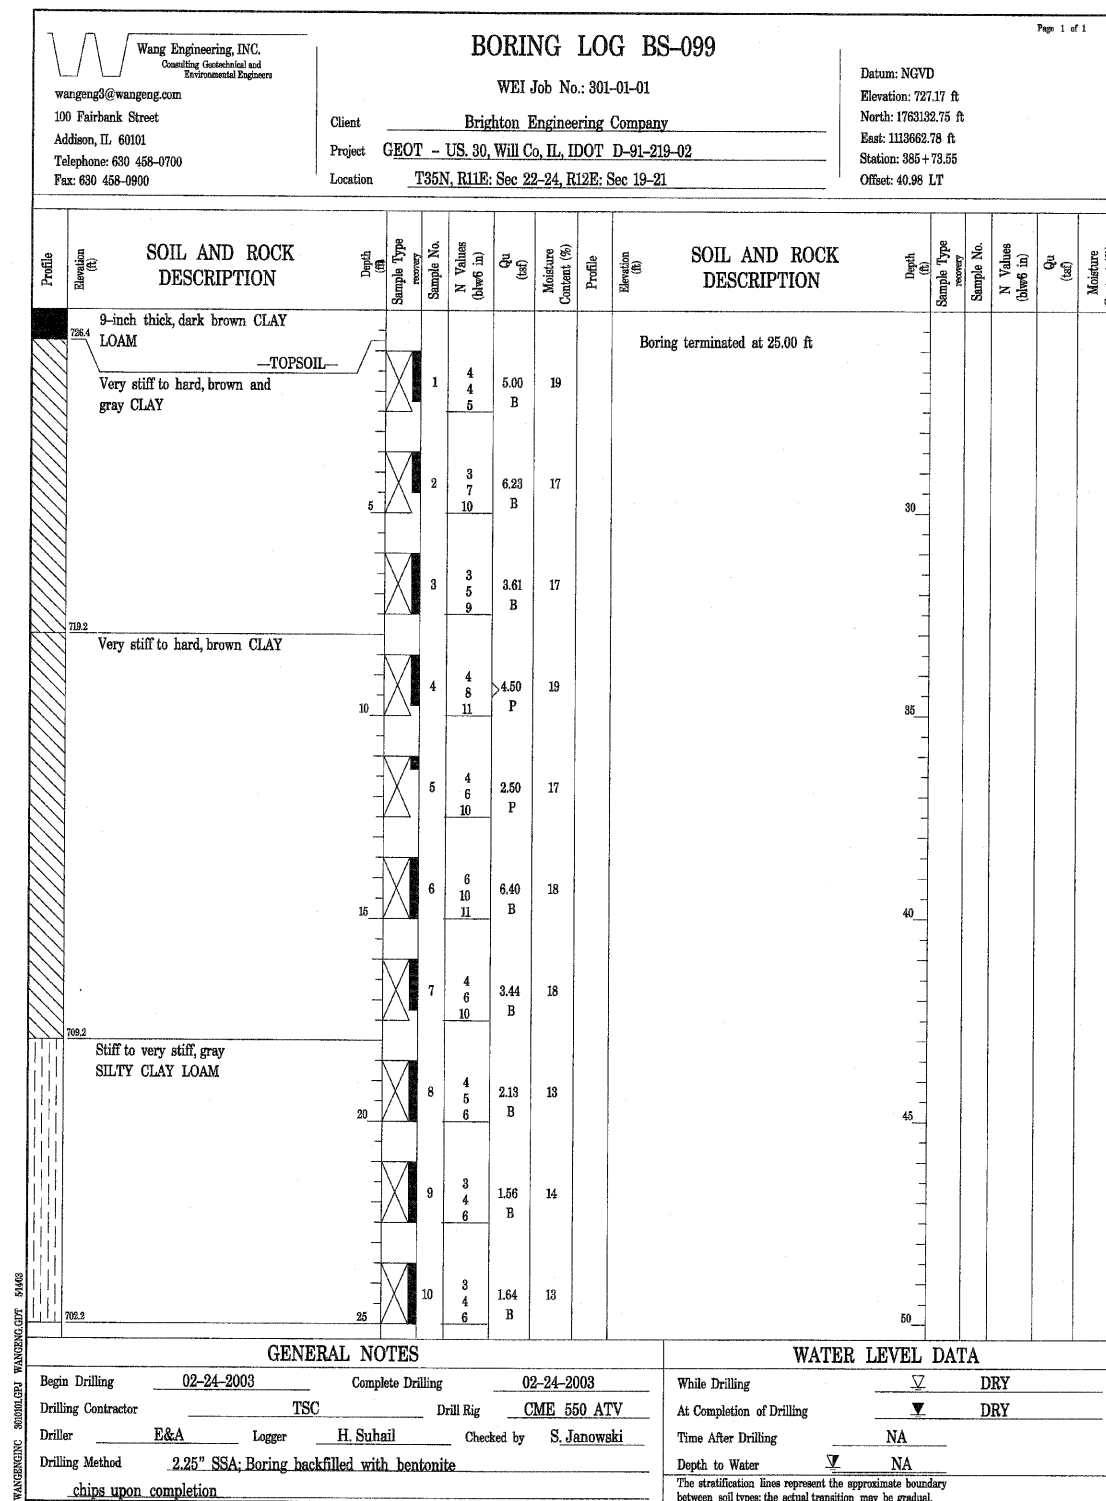 Page 1 of 1
Wang Engineering, INC.
Consulting Geotechnical and
Environmental Engineers
wangeng3@wangeng.com
100 Fairbank Street
Addison, IL 60101
Telephone: 630 458-0700
Fax: 630 458-0900
BORING LOG BS-099
WEI Job No.: 301-01-01
Client Brighton Engineering Company
Project GEOT - US. 30, Will Co, IL, IDOT D-91-219-02
Location T35N, R11E: Sec 22-24, R12E: Sec 19-21
Datum: NGVD
Elevation: 727.17 ft
North: 1763132.75 ft
East: 1113662.78 ft
Station: 385+73.55
Offset: 40.98 LT
Profile
Elevation (ft)
SOIL AND ROCK
DESCRIPTION
Depth (ft)
Sample Type
recovery
Sample No.
N Values
(blw6 in)
Qu
(tsf)
Moisture
Content (%)
Profile
Elevation (ft)
SOIL AND ROCK
DESCRIPTION
Depth (ft)
Sample Type
recovery
Sample No.
N Values
(blw6 in)
Qu
(tsf)
Moisture
9-inch thick, dark brown CLAY
726.4 LOAM
—TOPSOIL—
Very stiff to hard, brown and
gray CLAY
1 4 4 5 5.00 B 19
2 3 7 10 6.23 B 17
5
3 3 5 9 3.61 B 17
719.2
Very stiff to hard, brown CLAY
4 4 8 11 >4.50 P 19
10
5 4 6 10 2.50 P 17
6 6 10 11 6.40 B 18
15
7 4 6 10 3.44 B 18
709.2
Stiff to very stiff, gray
SILTY CLAY LOAM
8 4 5 6 2.13 B 13
20
9 3 4 6 1.56 B 14
10 3 4 6 1.64 B 13
702.2 25
Boring terminated at 25.00 ft
30
35
40
45
50
WANGENGINC 3010101.GPJ WANGENG.GDT 5/14/03
GENERAL NOTES
Begin Drilling 02-24-2003 Complete Drilling 02-24-2003
Drilling Contractor TSC Drill Rig CME 550 ATV
Driller E&A Logger H. Suhail Checked by S. Janowski
Drilling Method 2.25" SSA; Boring backfilled with bentonite
chips upon completion
WATER LEVEL DATA
While Drilling DRY
At Completion of Drilling DRY
Time After Drilling NA
Depth to Water NA
The stratification lines represent the approximate boundary
between soil types; the actual transition may be gradual.